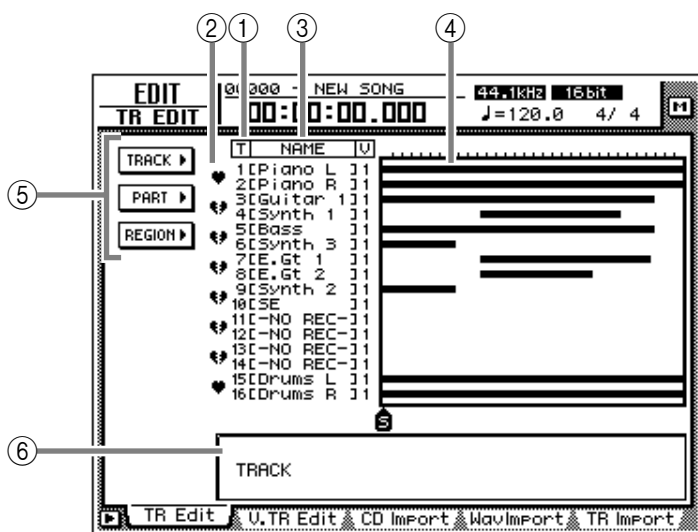 ② ① ③ ④
EDIT
TR EDIT
00000 - NEW SONG
00:00:00.000
44.1kHz 16bit
♩=120.0 4/ 4
M
⑤
TRACK
PART
REGION
T NAME V
1[Piano L ]1
2[Piano R ]1
3[Guitar 1]1
4[Synth 1 ]1
5[Bass ]1
6[Synth 3 ]1
7[E.Gt 1 ]1
8[E.Gt 2 ]1
9[Synth 2 ]1
10[SE ]1
11[-NO REC-]1
12[-NO REC-]1
13[-NO REC-]1
14[-NO REC-]1
15[Drums L ]1
16[Drums R ]1
S
⑥
TRACK
TR Edit V.TR Edit CD Import WavImport TR Import